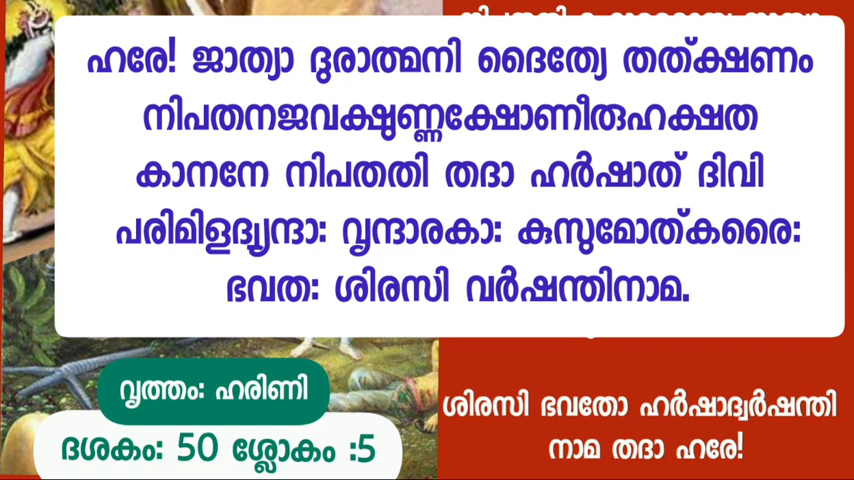 ഹരേ! ജാത്യാ ദുരാത്മനി ദൈത്യേ തത്ക്ഷണം
നിപതനജവക്ഷുണ്ണക്ഷോണീരുഹക്ഷത
കാനനേ നിപതതി തദാ ഹർഷാത് ദിവി
പരിമിളദ്വൃന്ദാഃ വൃന്ദാരകാഃ കുസുമോത്കരൈഃ
ഭവതഃ ശിരസി വർഷന്തിനാമ.
വൃത്തം: ഹരിണി
ദശകം: 50 ശ്ലോകം :5
ശിരസി ഭവതോ ഹർഷാദ്വർഷന്തി
നാമ തദാ ഹരേ!